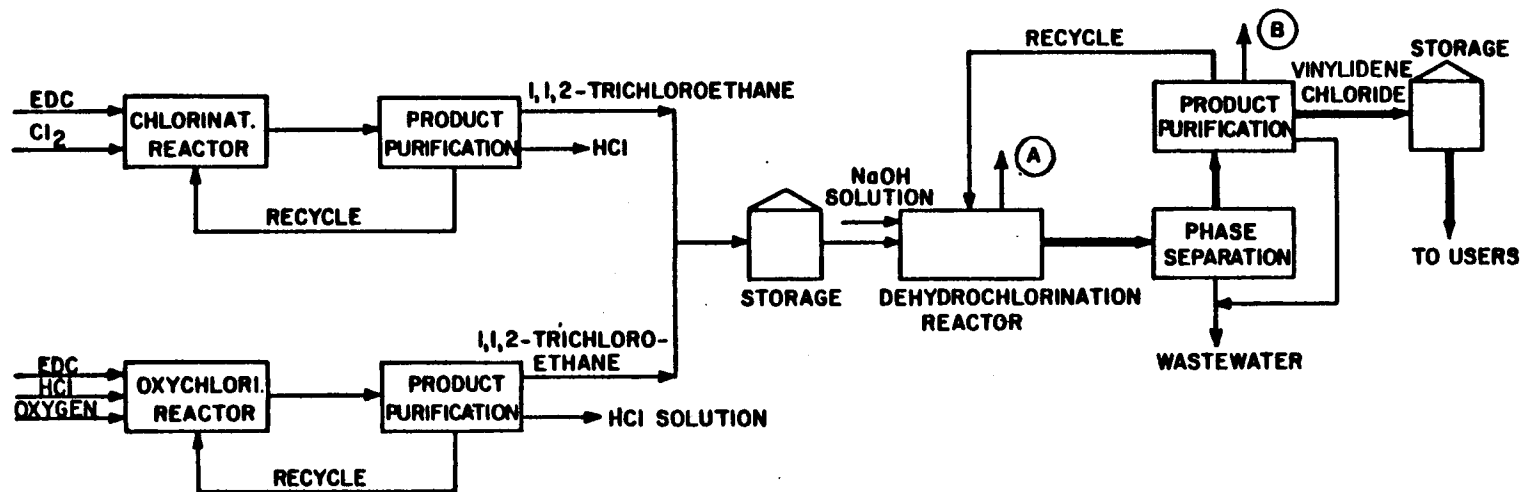 EDC
Cl2
CHLORINAT.
REACTOR
PRODUCT
PURIFICATION
1,1,2-TRICHLOROETHANE
HCl
RECYCLE
EDC
HCl
OXYGEN
OXYCHLORI.
REACTOR
PRODUCT
PURIFICATION
1,1,2-TRICHLORO-
ETHANE
HCl SOLUTION
RECYCLE
STORAGE
NaOH
SOLUTION
DEHYDROCHLORINATION
REACTOR
A
RECYCLE
B
PRODUCT
PURIFICATION
VINYLIDENE
CHLORIDE
STORAGE
TO USERS
PHASE
SEPARATION
WASTEWATER